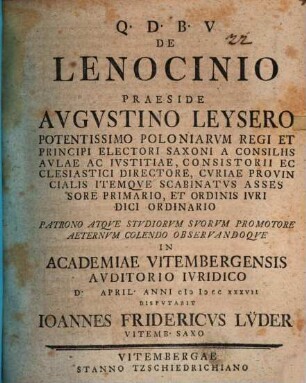 Q. D. B. V
22
DE
LENOCINIO
PRAESIDE
AVGVSTINO LEYSERO
POTENTISSIMO POLONIARVM REGI ET
PRINCIPI ELECTORI SAXONI A CONSILIIS
AVLAE AC IVSTITIAE, CONSISTORII EC
CLESIASTICI DIRECTORE, CVRIAE PROVIN
CIALIS ITEMQVE SCABINATVS ASSES
SORE PRIMARIO, ET ORDINIS IVRI
DICI ORDINARIO
PATRONO ATQVE STVDIORVM SVORVM PROMOTORE
AETERNVM COLENDO OBSERVANDOQVE
IN
ACADEMIAE VITEMBERGENSIS
AVDITORIO IVRIDICO
D. APRIL. ANNI cIↃ IↃcc XXXVII
DISPVTABIT
IOANNES FRIDERICVS LÜDER
VITEMB. SAXO
VITEMBERGAE
STANNO TZSCHIEDRICHIANO